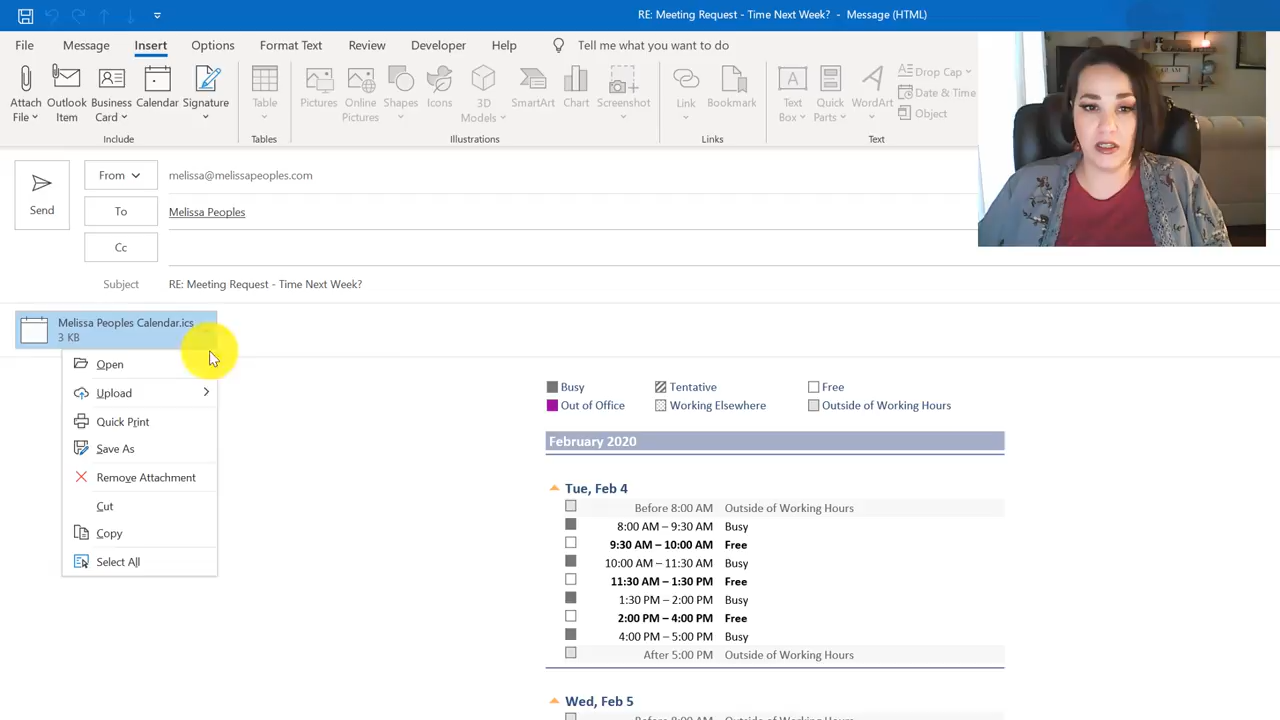 RE: Meeting Request - Time Next Week? - Message (HTML)
File Message Insert Options Format Text Review Developer Help Tell me what you want to do
Attach File
Outlook Item
Business Card
Calendar
Signature
Table
Pictures
Online Pictures
Shapes
Icons
3D Models
SmartArt
Chart
Screenshot
Link
Bookmark
Text Box
Quick Parts
WordArt
Drop Cap
Date & Time
Object
Include Tables Illustrations Links Text
Send
From melissa@melissapeoples.com
To Melissa Peoples
Cc
Subject RE: Meeting Request - Time Next Week?
Melissa Peoples Calendar.ics
3 KB
Open
Upload
Quick Print
Save As
Remove Attachment
Cut
Copy
Select All
Busy Tentative Free
Out of Office Working Elsewhere Outside of Working Hours
February 2020
Tue, Feb 4
Before 8:00 AM Outside of Working Hours
8:00 AM – 9:30 AM Busy
9:30 AM – 10:00 AM Free
10:00 AM – 11:30 AM Busy
11:30 AM – 1:30 PM Free
1:30 PM – 2:00 PM Busy
2:00 PM – 4:00 PM Free
4:00 PM – 5:00 PM Busy
After 5:00 PM Outside of Working Hours
Wed, Feb 5
Before 8:00 AM Outside of Working Hours